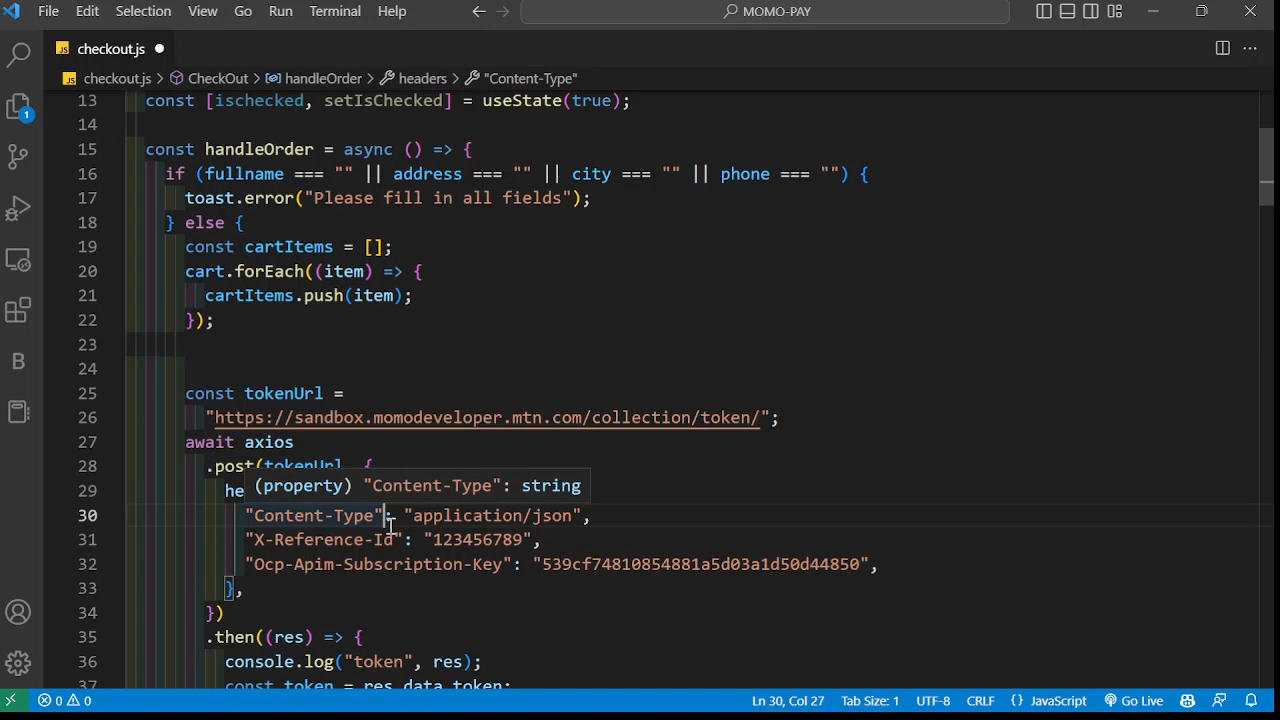 File Edit Selection View Go Run Terminal Help MOMO-PAY
JS checkout.js
JS checkout.js > CheckOut > handleOrder > headers > "Content-Type"
13 const [ischecked, setIsChecked] = useState(true);
14
15 const handleOrder = async () => {
16 if (fullname === "" || address === "" || city === "" || phone === "") {
17 toast.error("Please fill in all fields");
18 } else {
19 const cartItems = [];
20 cart.forEach((item) => {
21 cartItems.push(item);
22 });
23
24
25 const tokenUrl =
26 "https://sandbox.momodeveloper.mtn.com/collection/token/";
27 await axios
28 .post(tokenUrl, {
(property) "Content-Type": string
29 he
30 "Content-Type": "application/json",
31 "X-Reference-Id": "123456789",
32 "Ocp-Apim-Subscription-Key": "539cf74810854881a5d03a1d50d44850",
33 },
34 })
35 .then((res) => {
36 console.log("token", res);
37 const token = res.data.token;
1
B
0 0 Ln 30, Col 27 Tab Size: 1 UTF-8 CRLF {} JavaScript Go Live